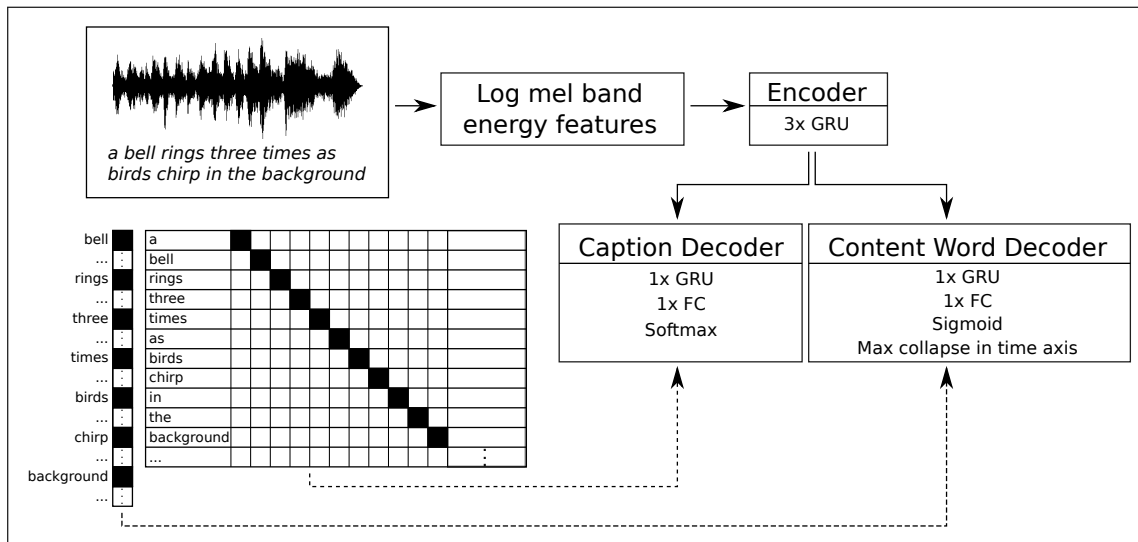 a bell rings three times as
birds chirp in the background
Log mel band
energy features
Encoder
3x GRU
Caption Decoder
1x GRU
1x FC
Softmax
Content Word Decoder
1x GRU
1x FC
Sigmoid
Max collapse in time axis
bell
...
rings
...
three
...
times
...
birds
...
chirp
...
background
...
a
bell
rings
three
times
as
birds
chirp
in
the
background
...